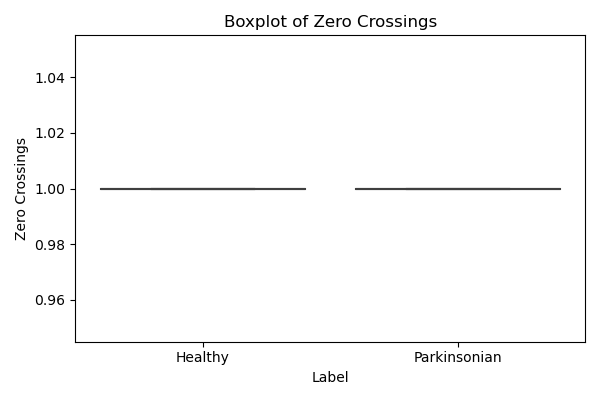 Boxplot of Zero Crossings
Zero Crossings
1.04
1.02
1.00
0.98
0.96
Healthy
Parkinsonian
Label